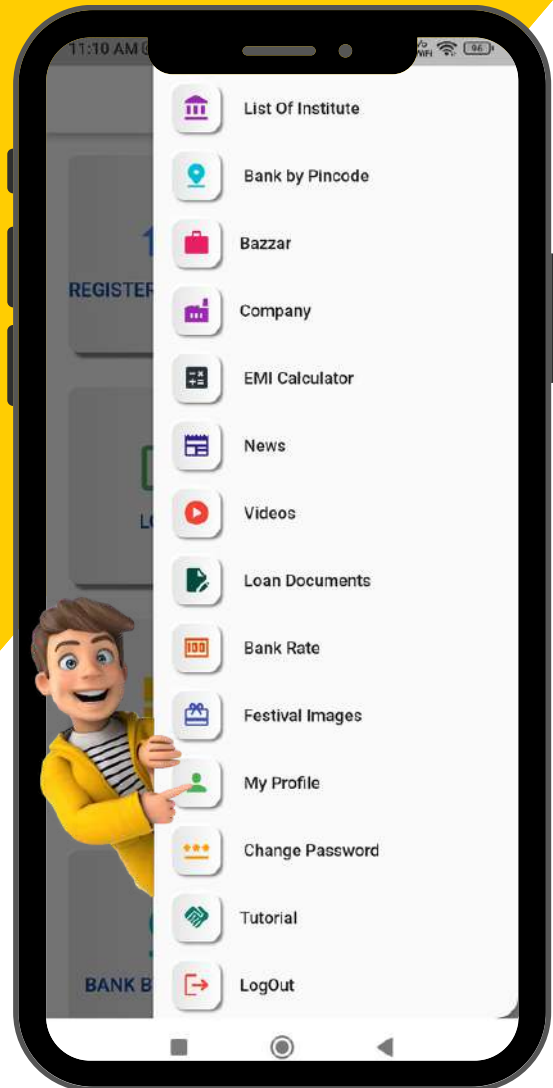 11:10 AM
96
List Of Institute
Bank by Pincode
Bazzar
REGISTER
Company
EMI Calculator
News
Videos
Loan Documents
Bank Rate
Festival Images
My Profile
Change Password
Tutorial
BANK B
LogOut